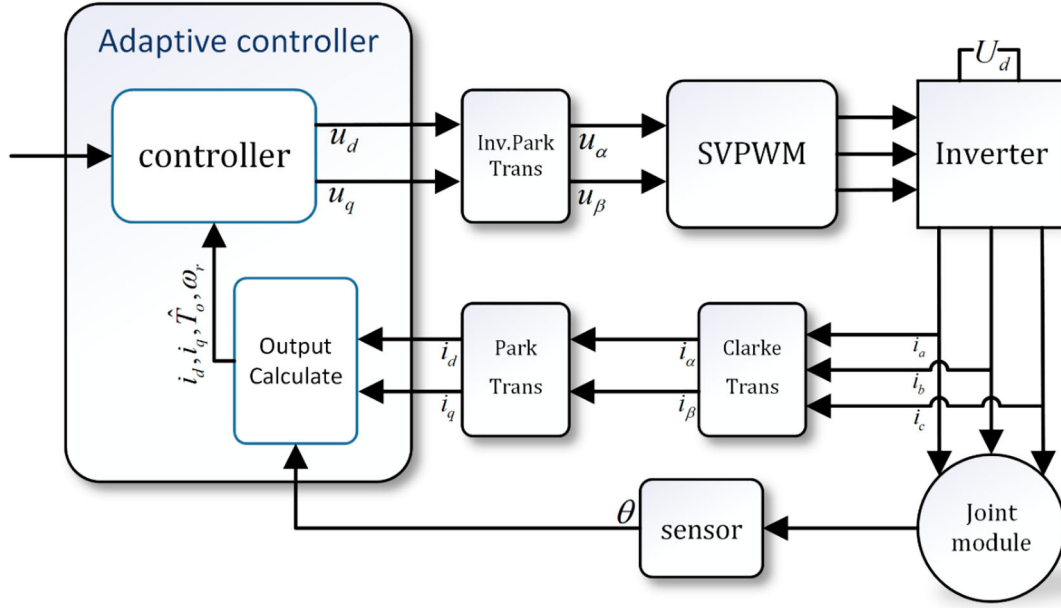 Adaptive controller
U_d
controller
u_d
u_q
Inv.Park
Trans
u_α
u_β
SVPWM
Inverter
i_d, i_q, T̂_o, ω_r
Output
Calculate
i_d
i_q
Park
Trans
i_α
i_β
Clarke
Trans
i_a
i_b
i_c
θ
sensor
Joint
module